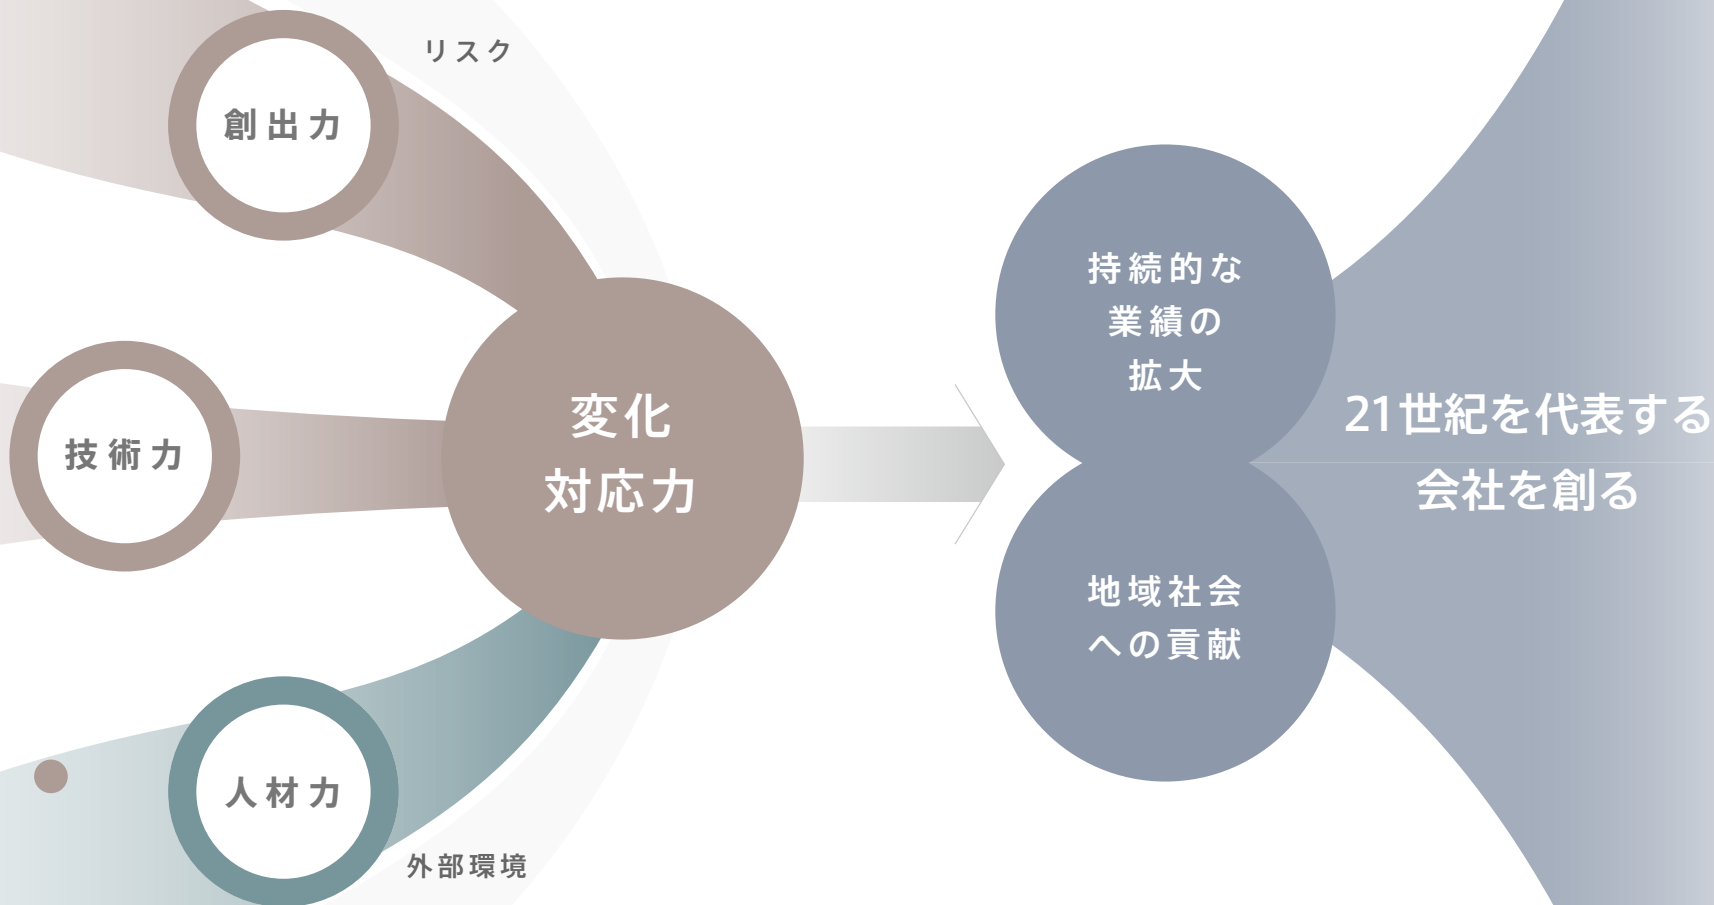 リスク
創出力
技術力
人材力
外部環境
変化
対応力
持続的な
業績の
拡大
地域社会
への貢献
21世紀を代表する
会社を創る